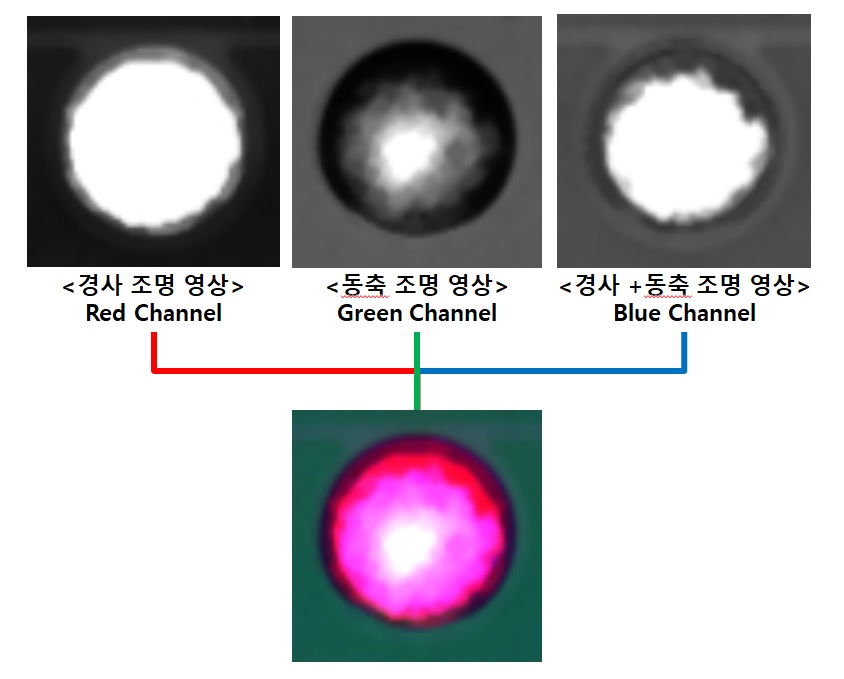 <경사 조명 영상>
Red Channel
<동축 조명 영상>
Green Channel
<경사 +동축 조명 영상>
Blue Channel